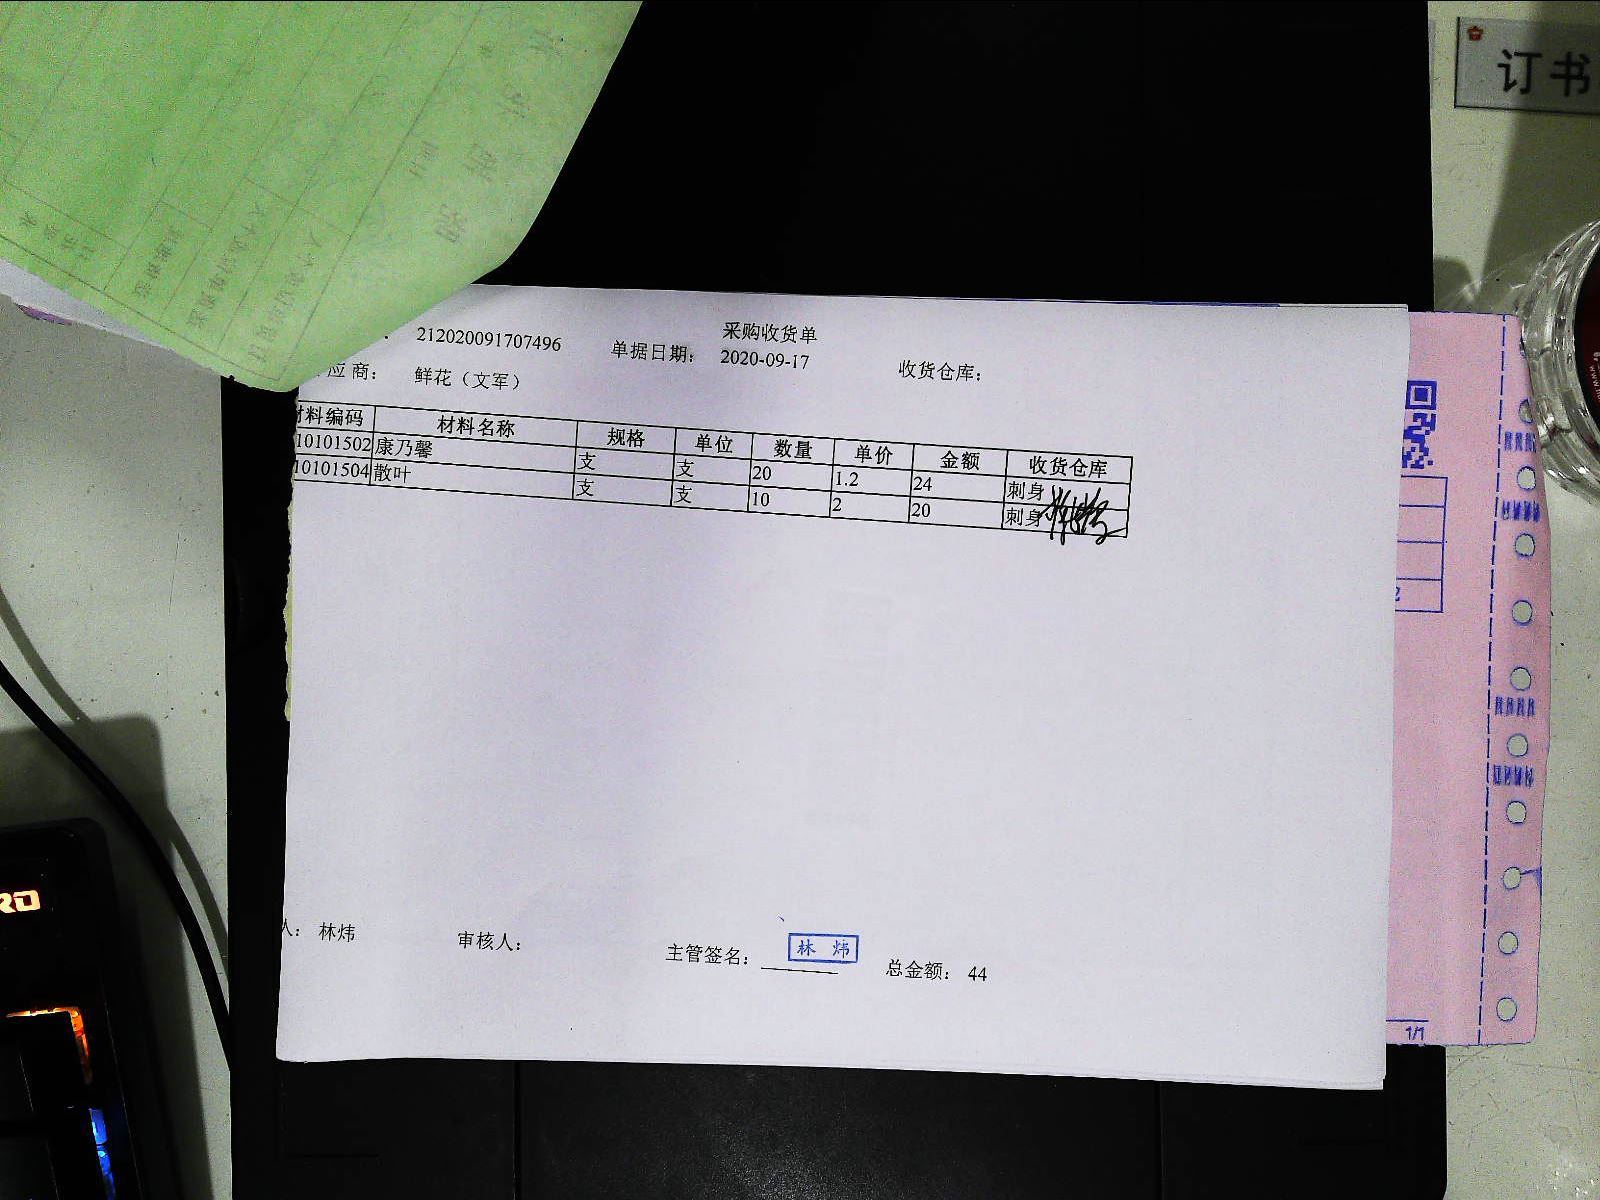 订书
采购收货单
212020091707496 单据日期： 2020-09-17 收货仓库：
应商： 鲜花（文军）
材料编码 材料名称 规格 单位 数量 单价 金额 收货仓库
10101502 康乃馨 支 支 20 1.2 24 刺身
10101504 散叶 支 支 10 2 20 刺身
人： 林炜 审核人： 主管签名： 林 炜 总金额： 44
1/1
RO